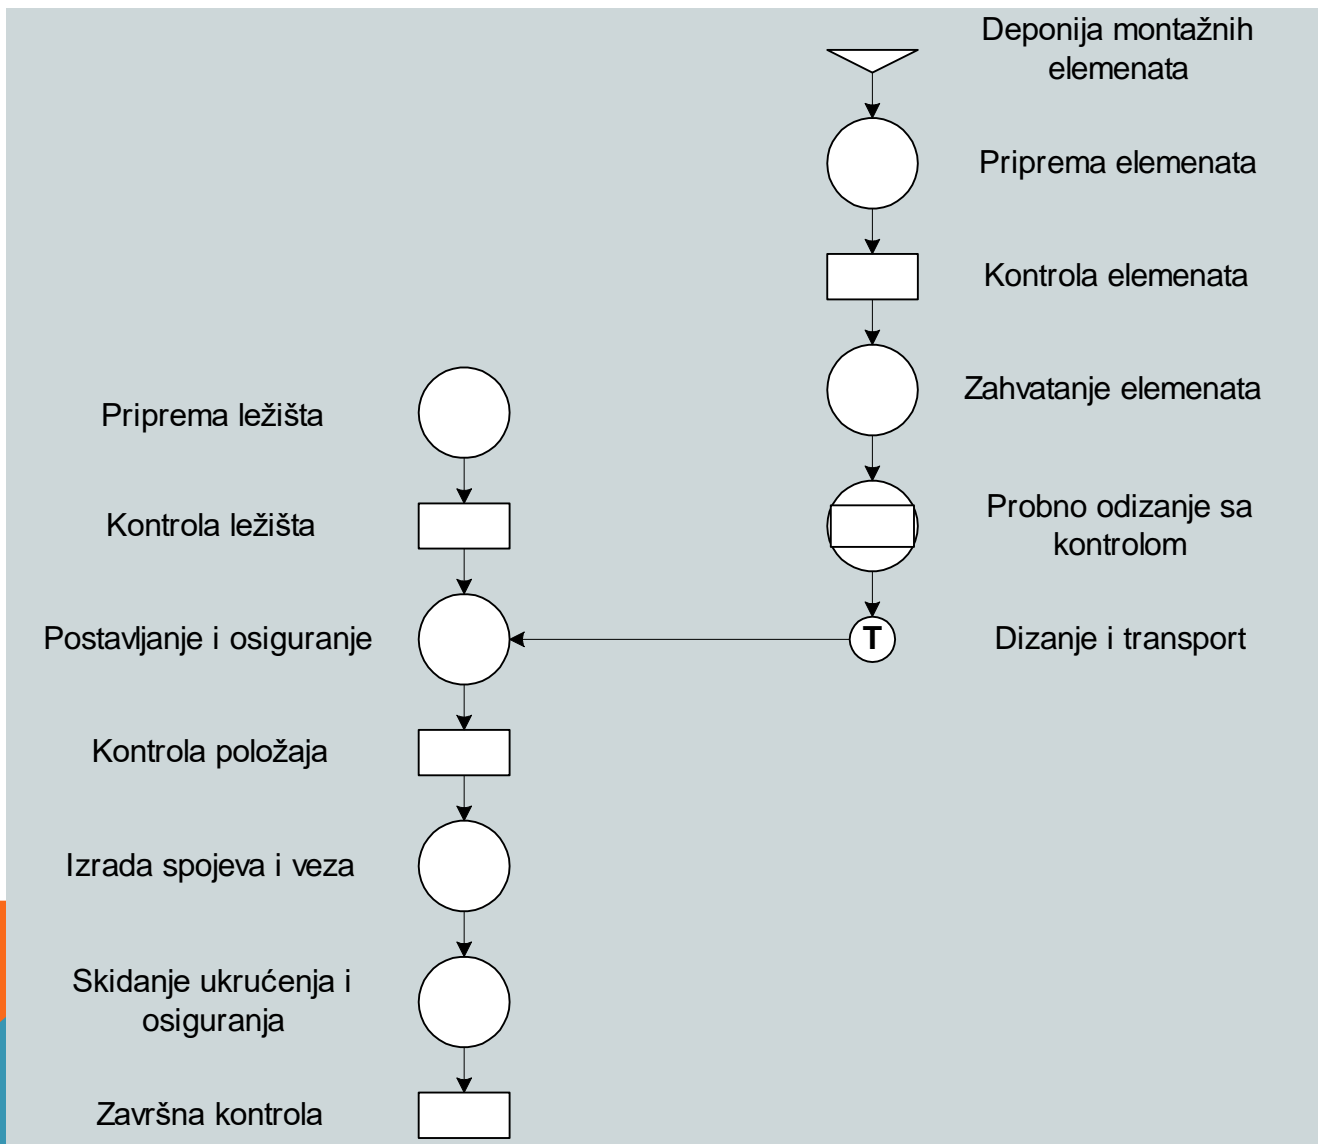 Deponija montažnih
elemenata
Priprema elemenata
Kontrola elemenata
Zahvatanje elemenata
Probno odizanje sa
kontrolom
T
Dizanje i transport
Priprema ležišta
Kontrola ležišta
Postavljanje i osiguranje
Kontrola položaja
Izrada spojeva i veza
Skidanje ukrućenja i
osiguranja
Završna kontrola